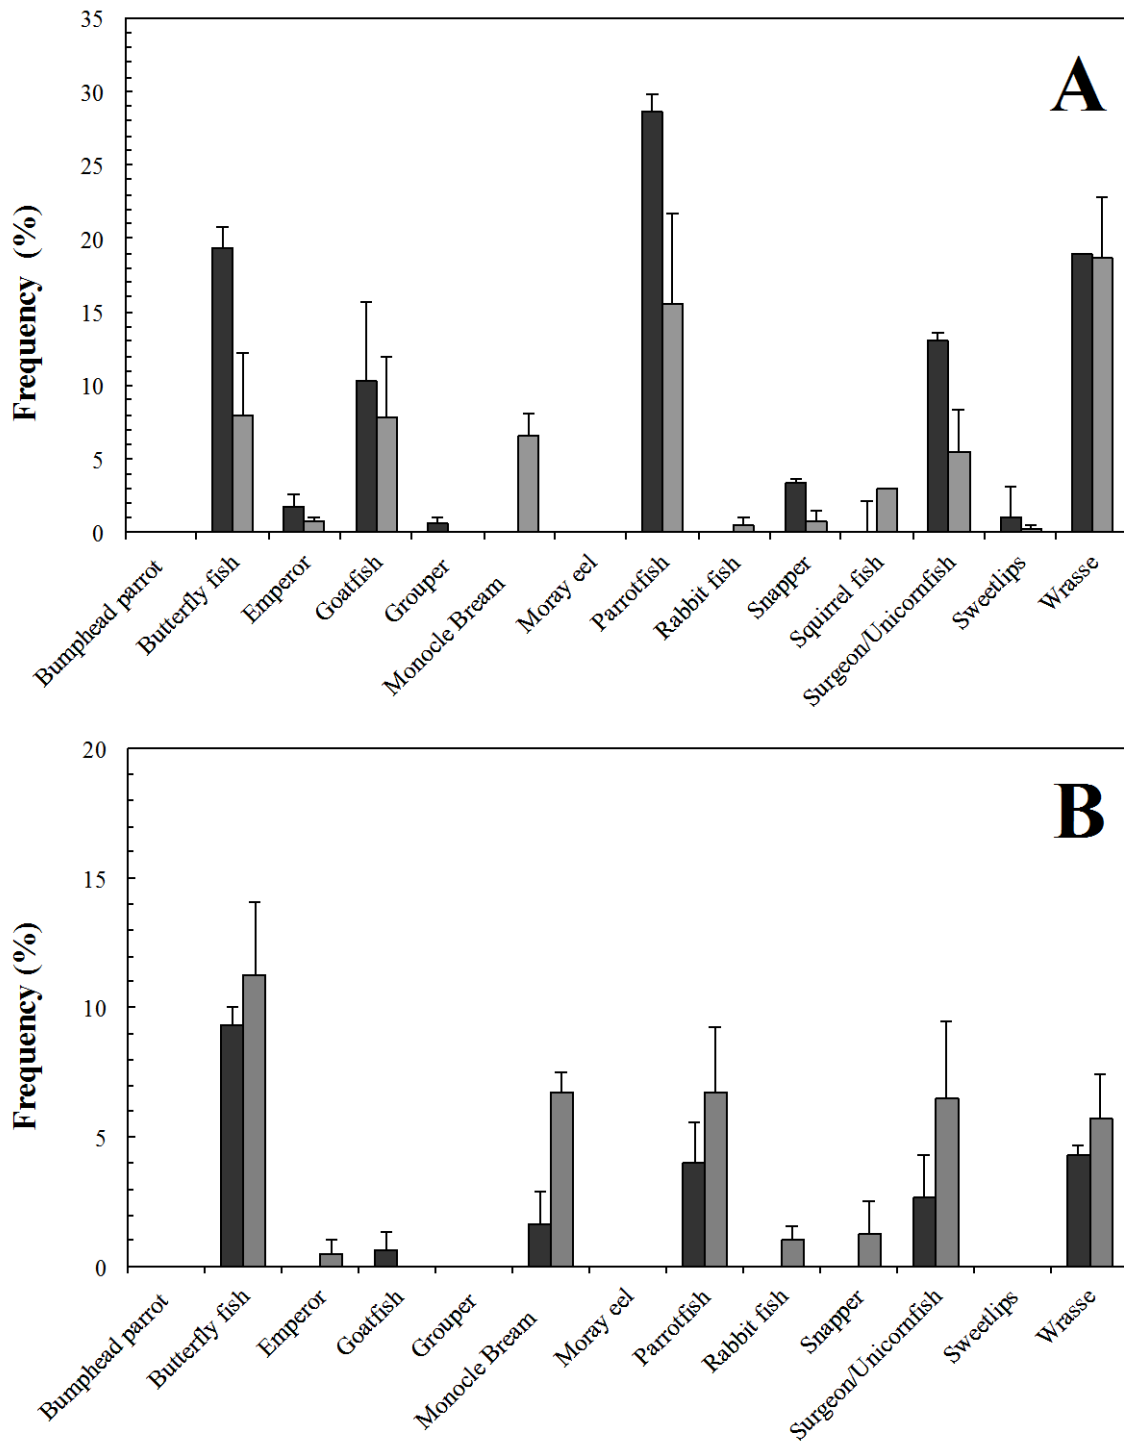 A
Frequency (%)
35
30
25
20
15
10
5
0
Bumphead parrot
Butterfly fish
Emperor
Goatfish
Grouper
Monocle Bream
Moray eel
Parrotfish
Rabbit fish
Snapper
Squirrel fish
Surgeon/Unicornfish
Sweetlips
Wrasse
B
Frequency (%)
20
15
10
5
0
Bumphead parrot
Butterfly fish
Emperor
Goatfish
Grouper
Monocle Bream
Moray eel
Parrotfish
Rabbit fish
Snapper
Surgeon/Unicornfish
Sweetlips
Wrasse